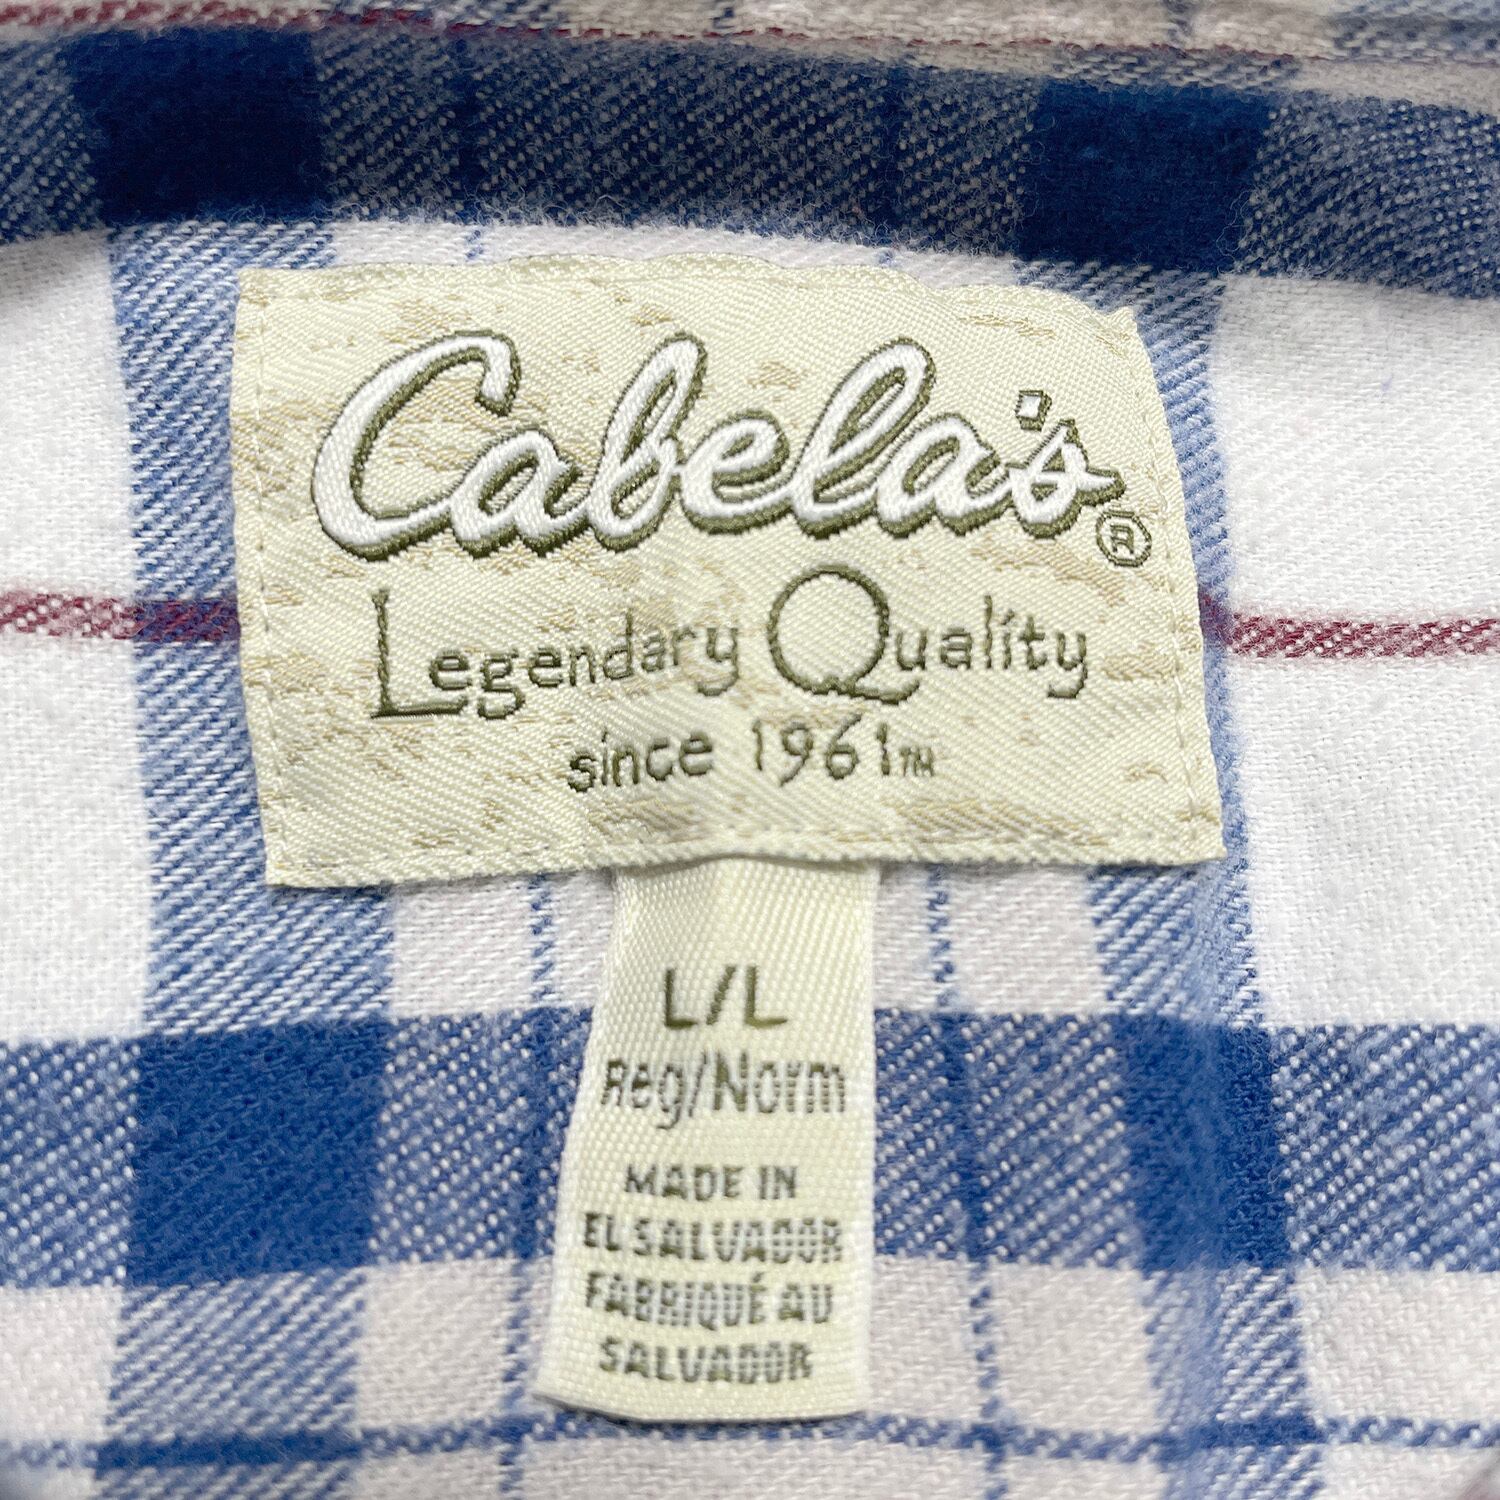 Cabela's®
Legendary Quality
since 1961™
L/L
Reg/Norm
MADE IN
EL SALVADOR
FABRIQUÉ AU
SALVADOR